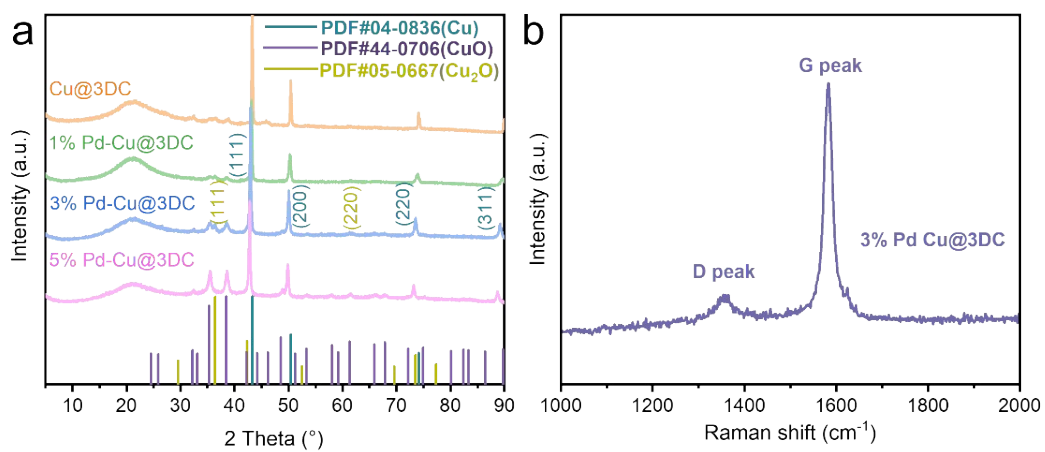 a
PDF#04-0836(Cu)
PDF#44-0706(CuO)
PDF#05-0667(Cu₂O)
Cu@3DC
1% Pd-Cu@3DC
3% Pd-Cu@3DC
5% Pd-Cu@3DC
(111)
(111)
(200)
(220)
(220)
(311)
Intensity (a.u.)
10 20 30 40 50 60 70 80 90
2 Theta (°)
b
G peak
D peak
3% Pd Cu@3DC
Intensity (a.u.)
1000 1200 1400 1600 1800 2000
Raman shift (cm⁻¹)